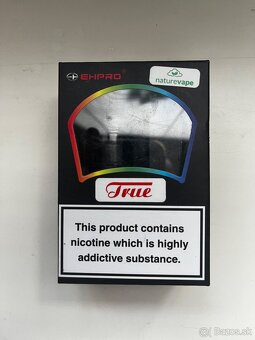 EHPRO
naturevape
True
This product contains
nicotine which is highly
addictive substance.
Bazos.sk